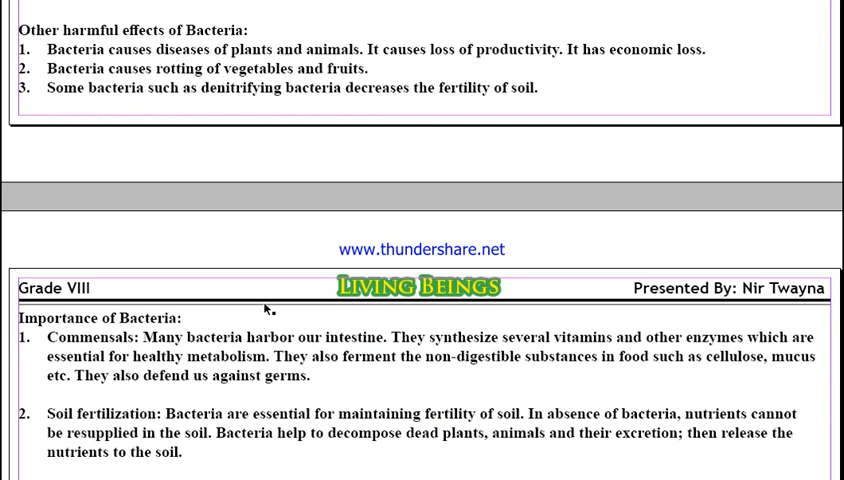 Other harmful effects of Bacteria:
1. Bacteria causes diseases of plants and animals. It causes loss of productivity. It has economic loss.
2. Bacteria causes rotting of vegetables and fruits.
3. Some bacteria such as denitrifying bacteria decreases the fertility of soil.
www.thundershare.net
Grade VIII LIVING BEINGS Presented By: Nir Twayna
Importance of Bacteria:
1. Commensals: Many bacteria harbor our intestine. They synthesize several vitamins and other enzymes which are
essential for healthy metabolism. They also ferment the non-digestible substances in food such as cellulose, mucus
etc. They also defend us against germs.
2. Soil fertilization: Bacteria are essential for maintaining fertility of soil. In absence of bacteria, nutrients cannot
be resupplied in the soil. Bacteria help to decompose dead plants, animals and their excretion; then release the
nutrients to the soil.